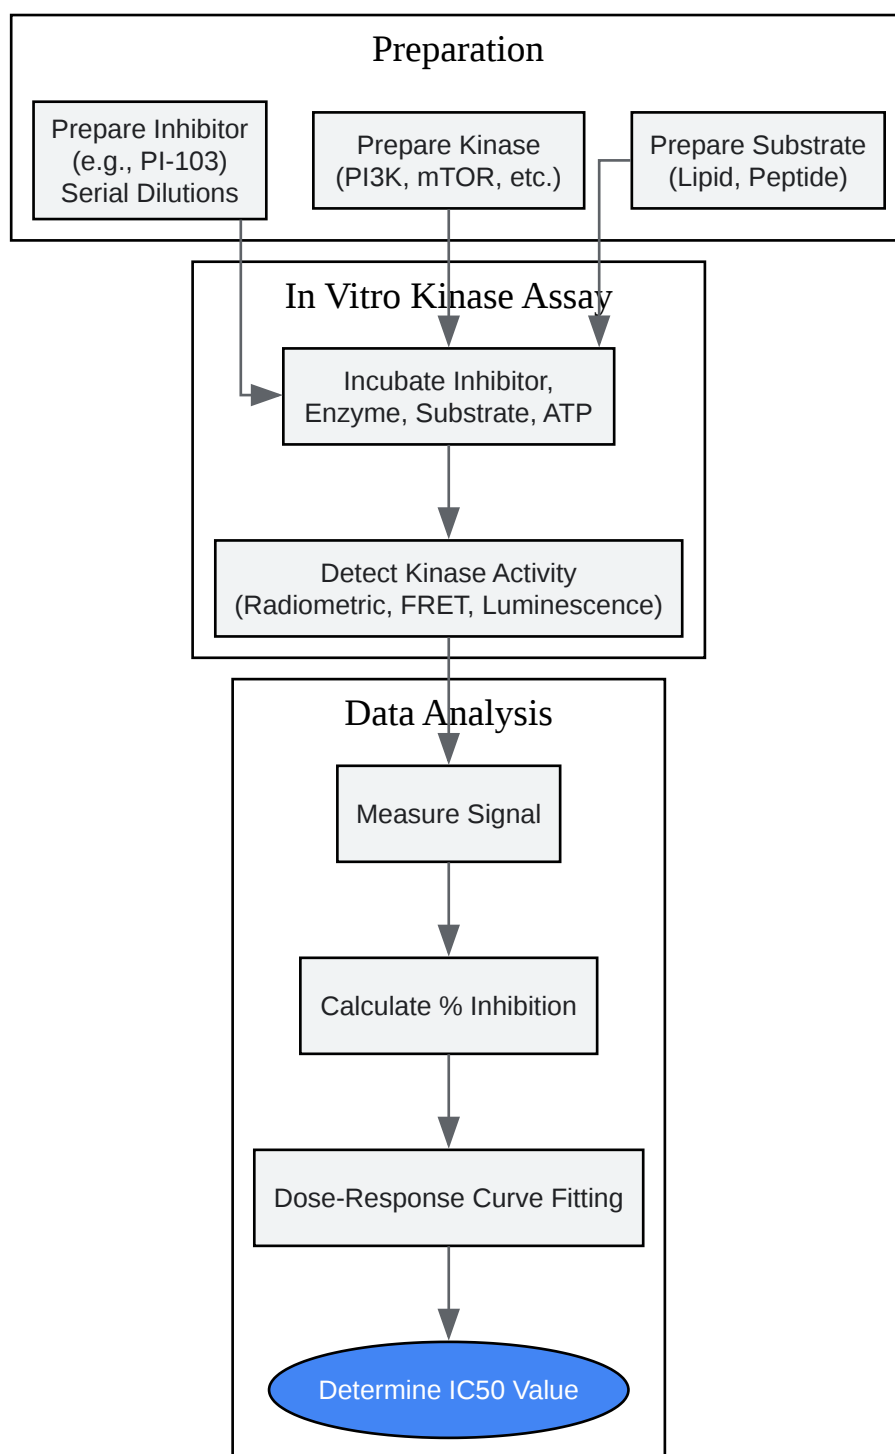 Preparation
Prepare Inhibitor
(e.g., PI-103)
Serial Dilutions
Prepare Kinase
(PI3K, mTOR, etc.)
Prepare Substrate
(Lipid, Peptide)
In Vitro Kinase Assay
Incubate Inhibitor,
Enzyme, Substrate, ATP
Detect Kinase Activity
(Radiometric, FRET, Luminescence)
Data Analysis
Measure Signal
Calculate % Inhibition
Dose-Response Curve Fitting
Determine IC50 Value